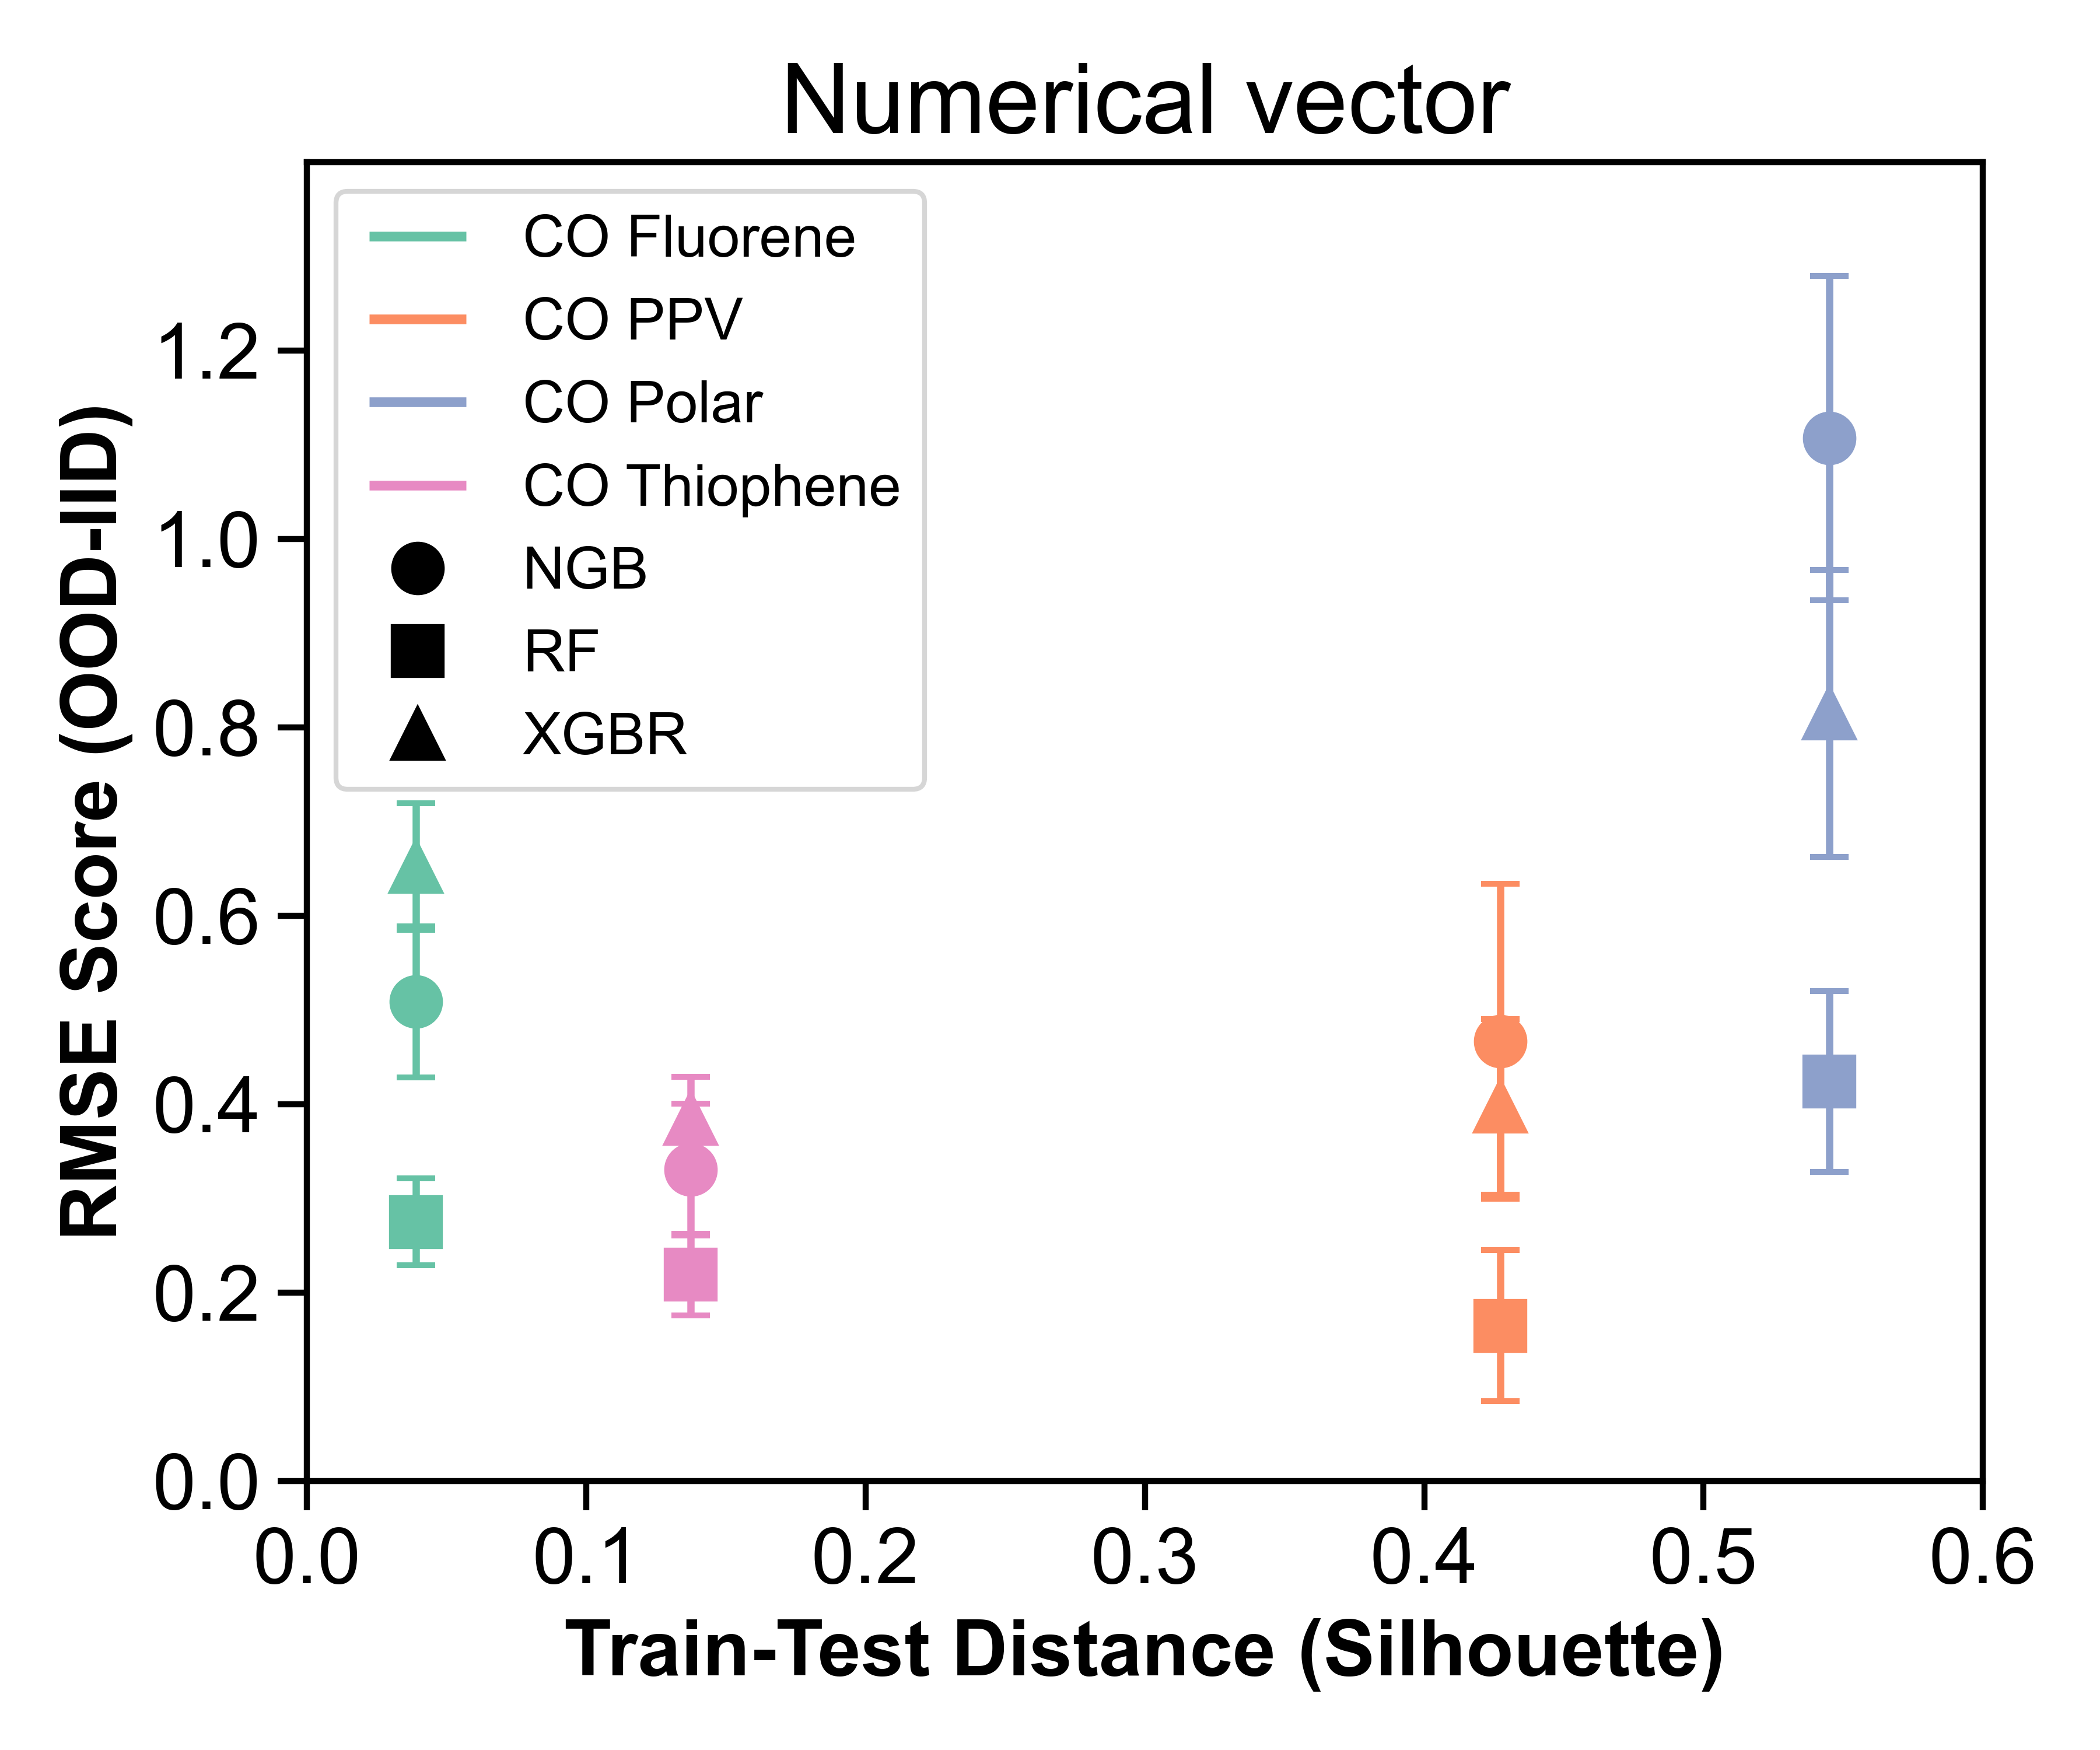 Numerical vector
CO Fluorene
CO PPV
CO Polar
CO Thiophene
NGB
RF
XGBR
RMSE Score (OOD-IID)
1.2
1.0
0.8
0.6
0.4
0.2
0.0
0.0 0.1 0.2 0.3 0.4 0.5 0.6
Train-Test Distance (Silhouette)